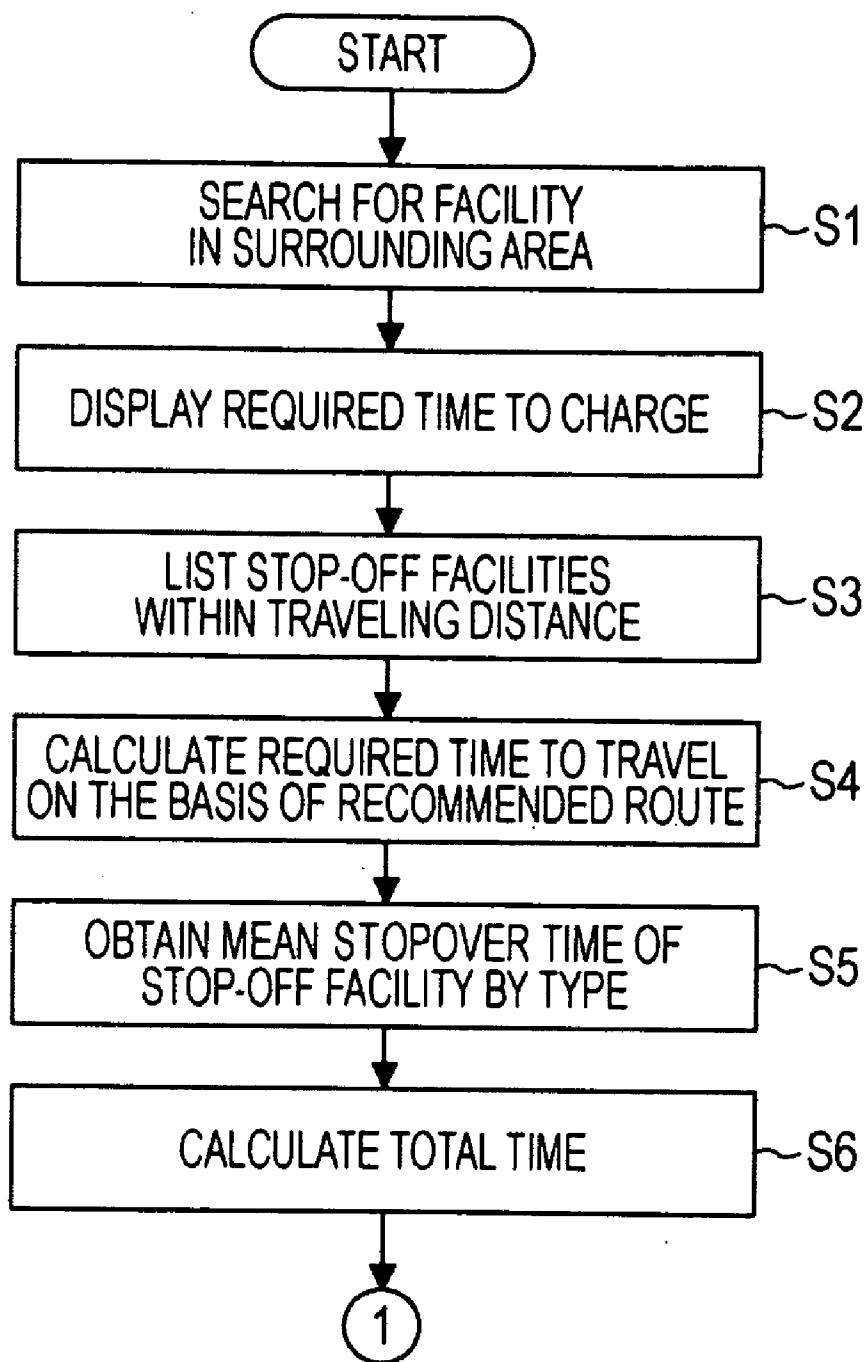 START
SEARCH FOR FACILITY
IN SURROUNDING AREA
S1
DISPLAY REQUIRED TIME TO CHARGE
S2
LIST STOP-OFF FACILITIES
WITHIN TRAVELING DISTANCE
S3
CALCULATE REQUIRED TIME TO TRAVEL
ON THE BASIS OF RECOMMENDED ROUTE
S4
OBTAIN MEAN STOPOVER TIME OF
STOP-OFF FACILITY BY TYPE
S5
CALCULATE TOTAL TIME
S6
1